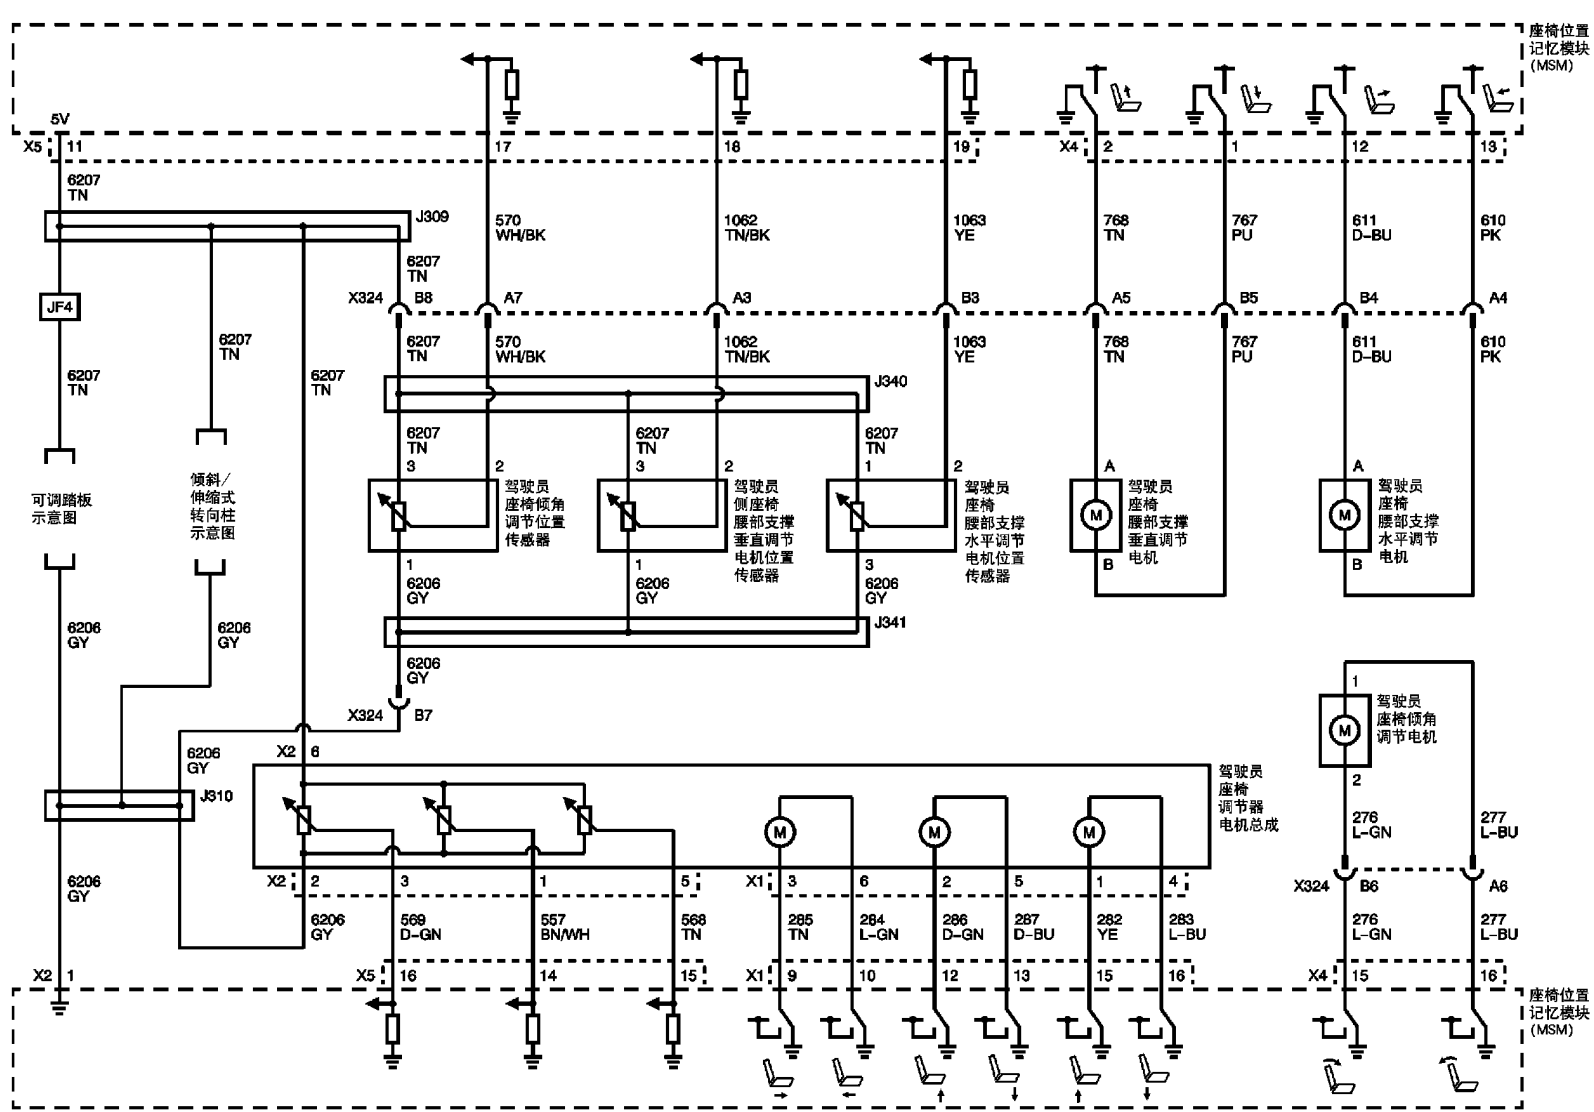 座椅位置
记忆模块
(MSM)
5V
X5 11 17 18 19 X4 2 1 12 13
6207
TN
J309
570
WH/BK
1062
TN/BK
1063
YE
768
TN
767
PU
611
D-BU
610
PK
6207
TN
X324 B8 A7 A3 B3 A5 B5 B4 A4
JF4
6207
TN
6207
TN
6207
TN
6207
TN
570
WH/BK
1062
TN/BK
1063
YE
768
TN
767
PU
611
D-BU
610
PK
J340
6207
TN
6207
TN
6207
TN
3 2 3 2 1 2 A A
可调踏板
示意图
倾斜/
伸缩式
转向柱
示意图
驾驶员
座椅倾角
调节位置
传感器
驾驶员
侧座椅
腰部支撑
垂直调节
电机位置
传感器
驾驶员
座椅
腰部支撑
水平调节
电机位置
传感器
M
驾驶员
座椅
腰部支撑
垂直调节
电机
M
驾驶员
座椅
腰部支撑
水平调节
电机
1 1 3 B B
6206
GY
6206
GY
6206
GY
J341
6206
GY
6206
GY
6206
GY
X324 B7
1
M
驾驶员
座椅倾角
调节电机
2
6206
GY
X2 6
J310
驾驶员
座椅
调节器
电机总成
M M M
276
L-GN
277
L-BU
6206
GY
X2 2 3 1 5 X1 3 6 2 5 1 4
X324 B6 A6
6206
GY
569
D-GN
557
BN/WH
568
TN
285
TN
284
L-GN
286
D-GN
287
D-BU
282
YE
283
L-BU
276
L-GN
277
L-BU
X2 1 X5 16 14 15 X1 9 10 12 13 15 16 X4 15 16
座椅位置
记忆模块
(MSM)